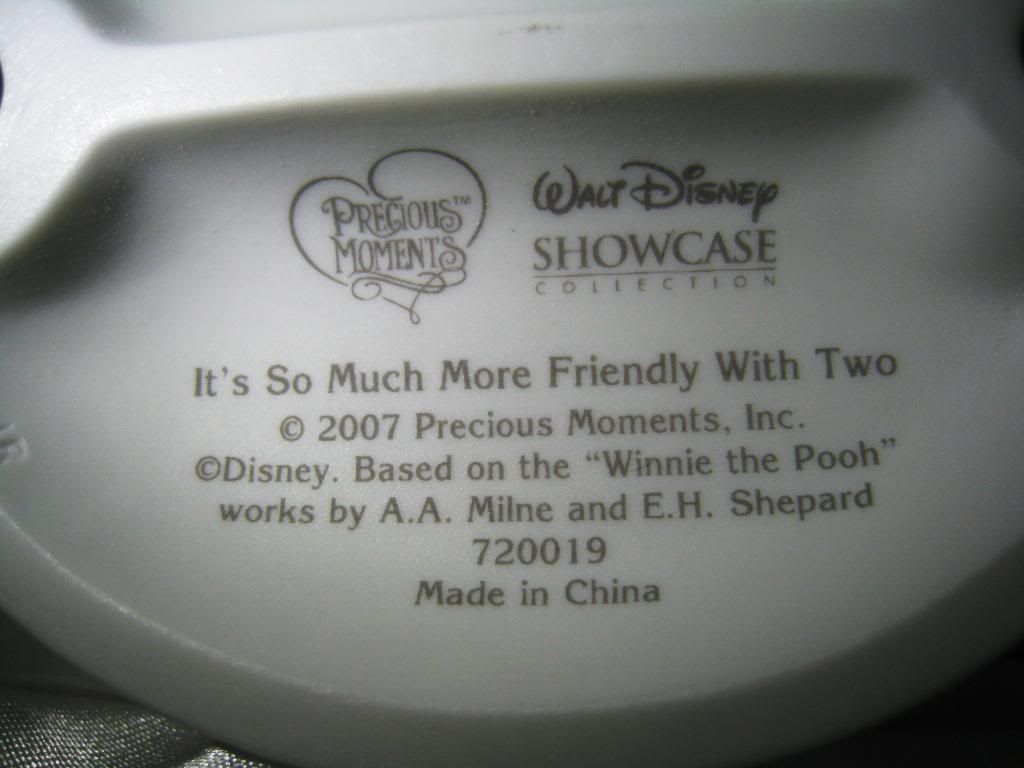 PRECIOUS™
MOMENTS
WALT DISNEY
SHOWCASE
COLLECTION
It's So Much More Friendly With Two
© 2007 Precious Moments, Inc.
©Disney. Based on the “Winnie the Pooh”
works by A.A. Milne and E.H. Shepard
720019
Made in China